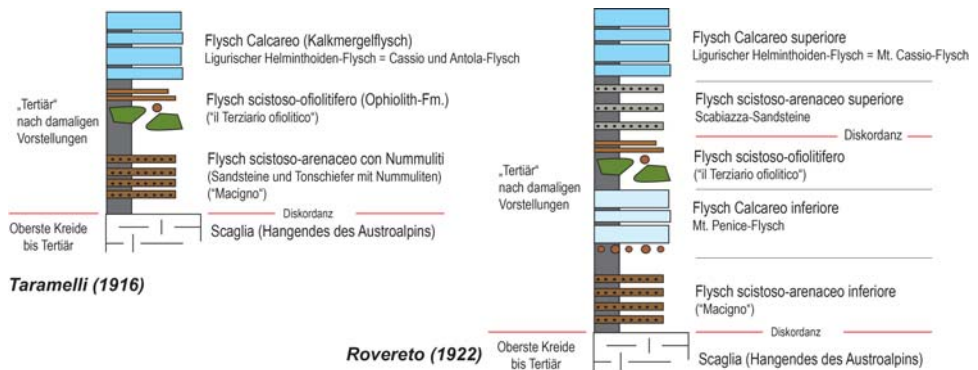 Flysch Calcareo (Kalkmergelflysch)
Ligurischer Helminthoiden-Flysch = Cassio und Antola-Flysch
„Tertiär“
nach damaligen
Vorstellungen
Flysch scistoso-ofiolitifero (Ophiolith-Fm.)
(“il Terziario ofiolitico“)
Flysch scistoso-arenaceo con Nummuliti
(Sandsteine und Tonschiefer mit Nummuliten)
(“Macigno“)
Diskordanz
Oberste Kreide
bis Tertiär
Scaglia (Hangendes des Austroalpins)
Taramelli (1916)
Flysch Calcareo superiore
Ligurischer Helminthoiden-Flysch = Mt. Cassio-Flysch
Flysch scistoso-arenaceo superiore
Scabiazza-Sandsteine
Diskordanz
Flysch scistoso-ofiolitifero
(“il Terziario ofiolitico“)
„Tertiär“
nach damaligen
Vorstellungen
Flysch Calcareo inferiore
Mt. Penice-Flysch
Flysch scistoso-arenaceo inferiore
(“Macigno“)
Diskordanz
Rovereto (1922)
Oberste Kreide
bis Tertiär
Scaglia (Hangendes des Austroalpins)